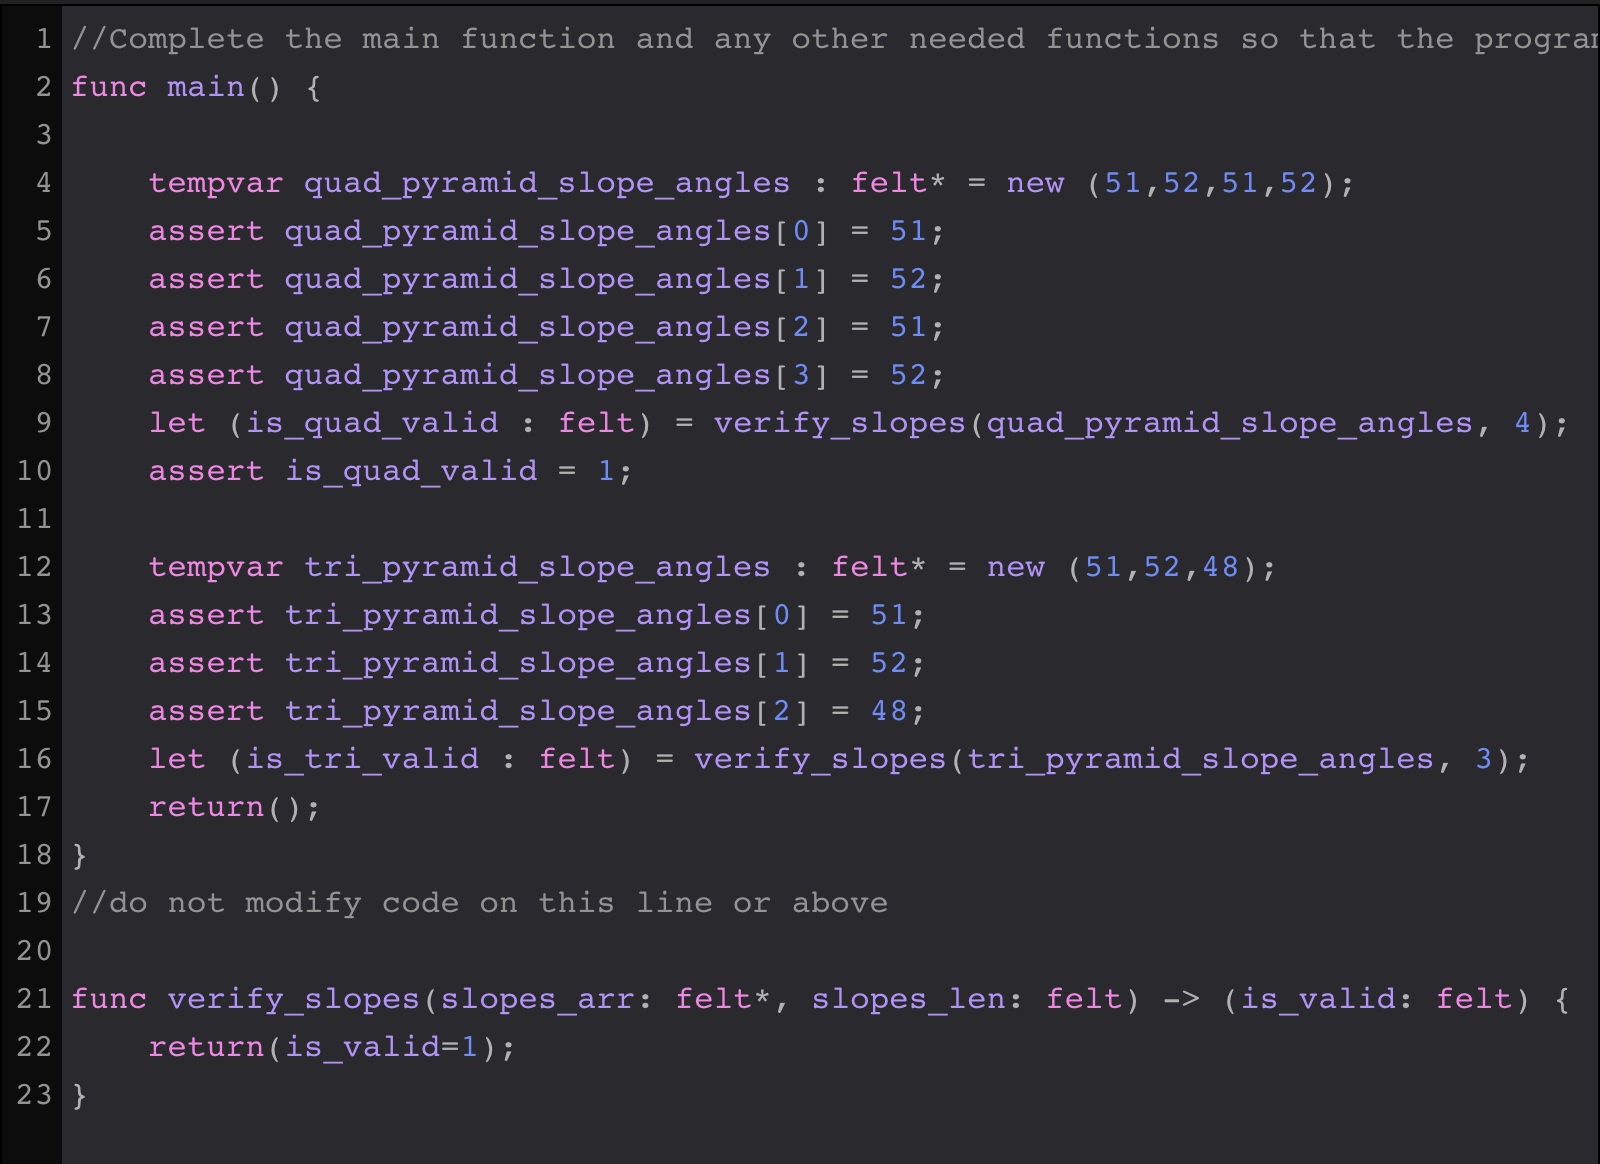 1 //Complete the main function and any other needed functions so that the
2 func main() {
3
4 tempvar quad_pyramid_slope_angles : felt* = new (51,52,51,52);
5 assert quad_pyramid_slope_angles[0] = 51;
6 assert quad_pyramid_slope_angles[1] = 52;
7 assert quad_pyramid_slope_angles[2] = 51;
8 assert quad_pyramid_slope_angles[3] = 52;
9 let (is_quad_valid : felt) = verify_slopes(quad_pyramid_slope_angles, 4);
10 assert is_quad_valid = 1;
11
12 tempvar tri_pyramid_slope_angles : felt* = new (51,52,48);
13 assert tri_pyramid_slope_angles[0] = 51;
14 assert tri_pyramid_slope_angles[1] = 52;
15 assert tri_pyramid_slope_angles[2] = 48;
16 let (is_tri_valid : felt) = verify_slopes(tri_pyramid_slope_angles, 3);
17 return();
18 }
19 //do not modify code on this line or above
20
21 func verify_slopes(slopes_arr: felt*, slopes_len: felt) -> (is_valid: felt) {
22 return(is_valid=1);
23 }